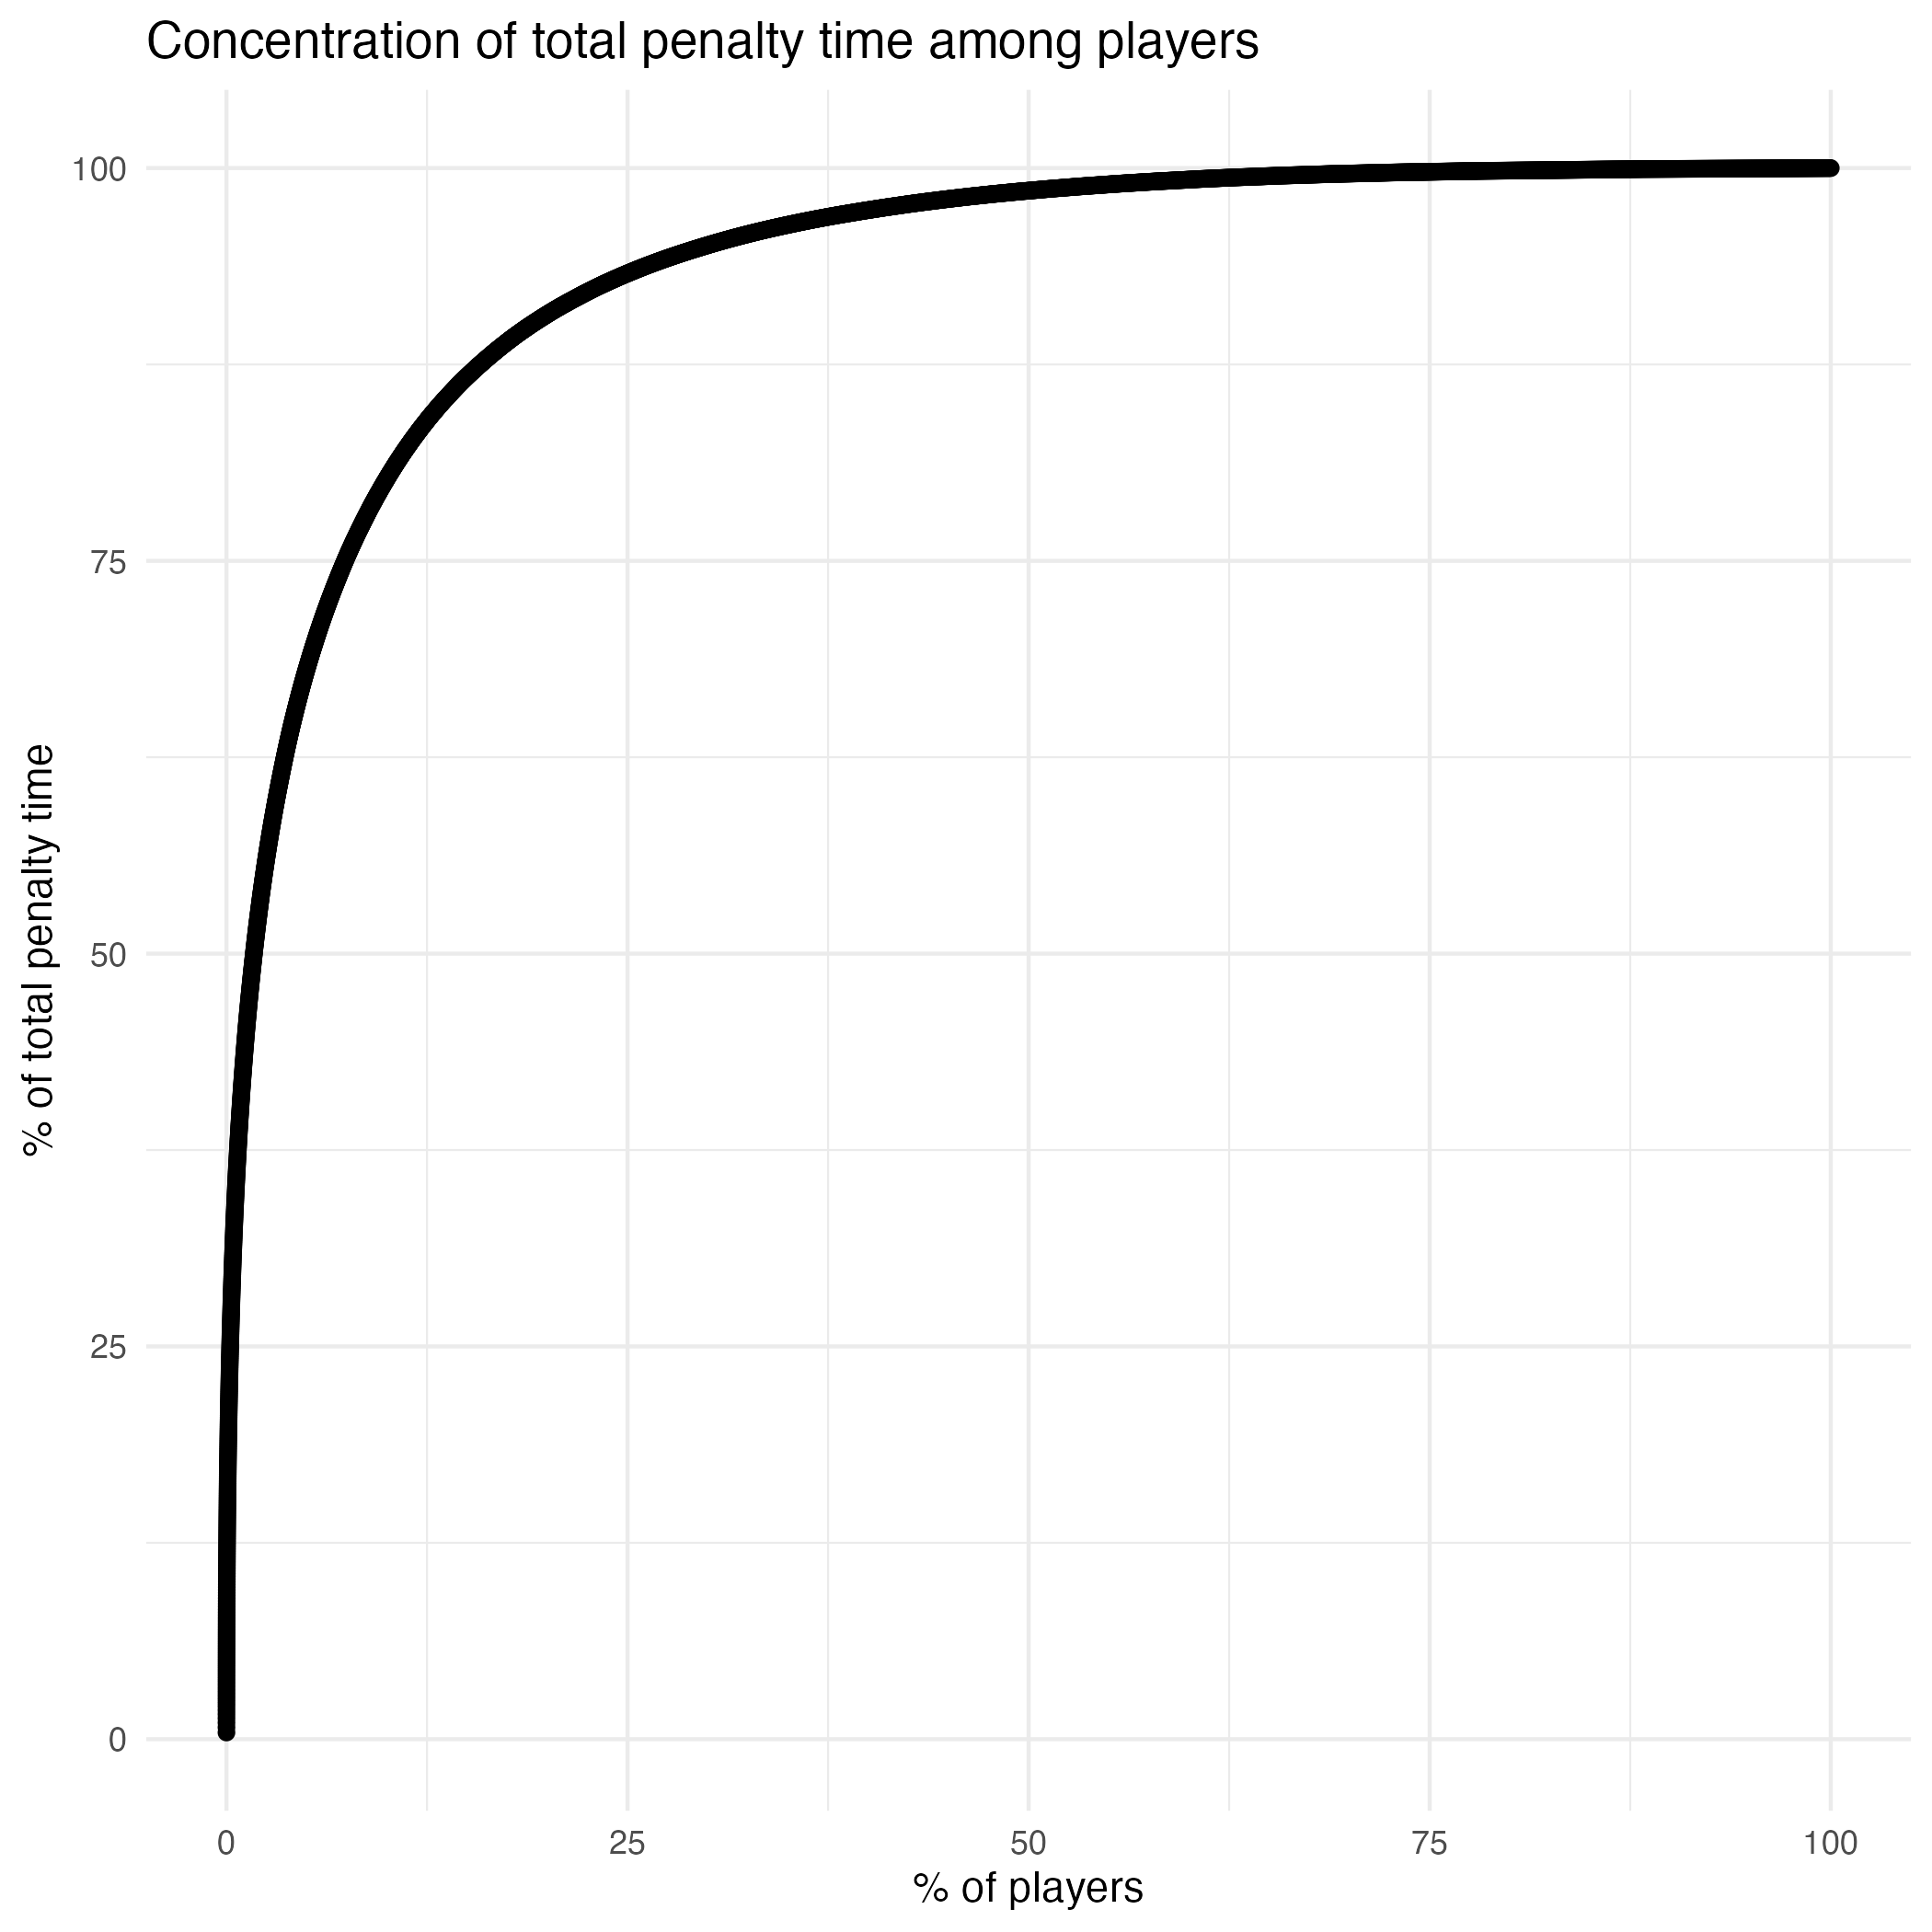 Concentration of total penalty time among players
100
75
50
25
0
% of total penalty time
0 25 50 75 100
% of players